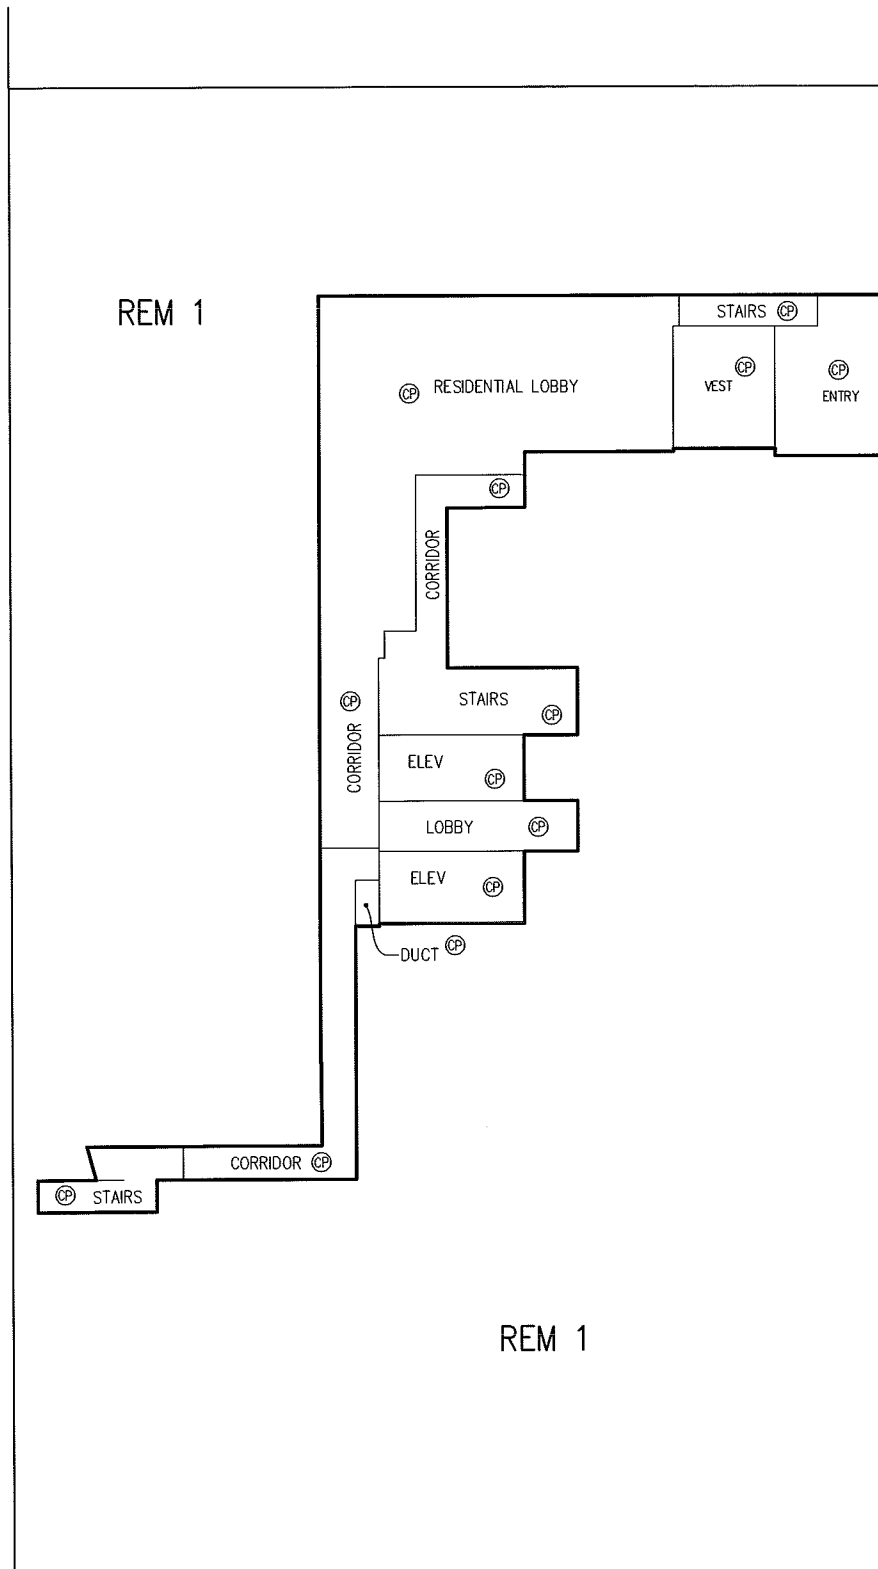 REM 1
STAIRS CP
CP RESIDENTIAL LOBBY
VEST CP
CP
ENTRY
CP
CORRIDOR
CP
CORRIDOR
STAIRS CP
ELEV CP
LOBBY CP
ELEV CP
DUCT CP
CORRIDOR CP
CP STAIRS
REM 1